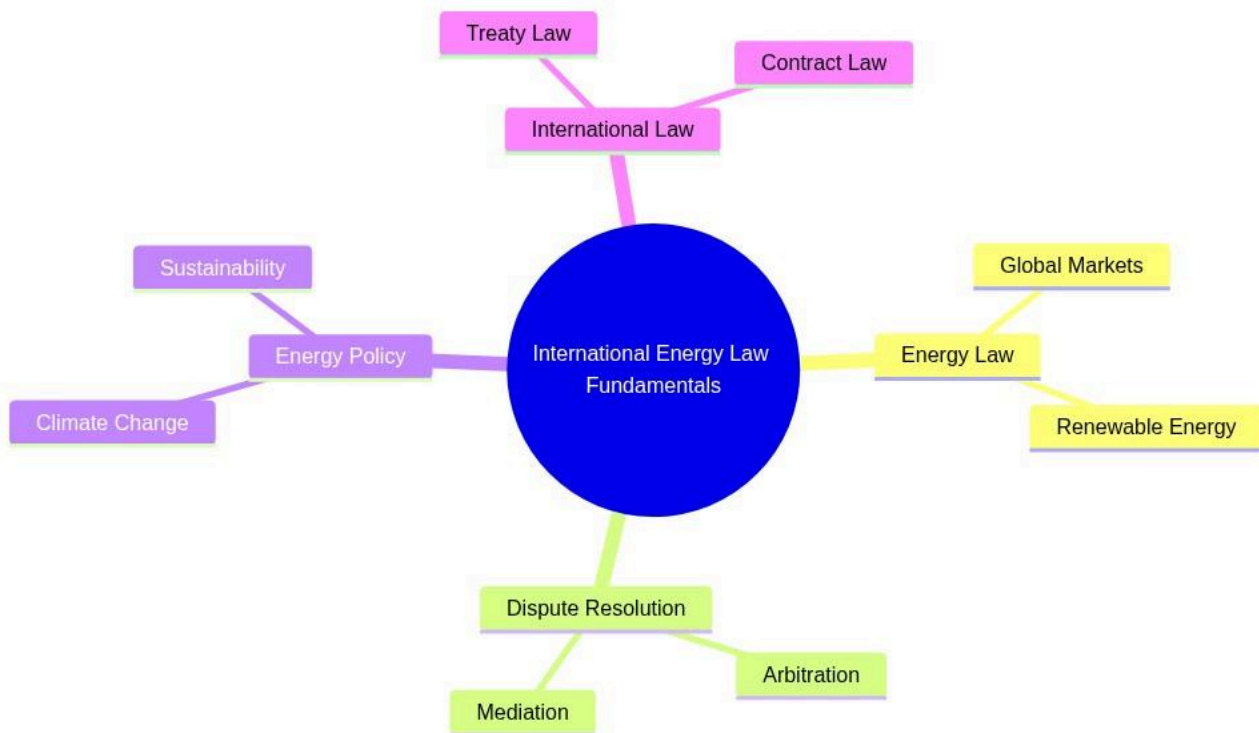 Treaty Law
Contract Law
International Law
Sustainability
Global Markets
Energy Policy
International Energy Law
Fundamentals
Energy Law
Climate Change
Renewable Energy
Dispute Resolution
Arbitration
Mediation